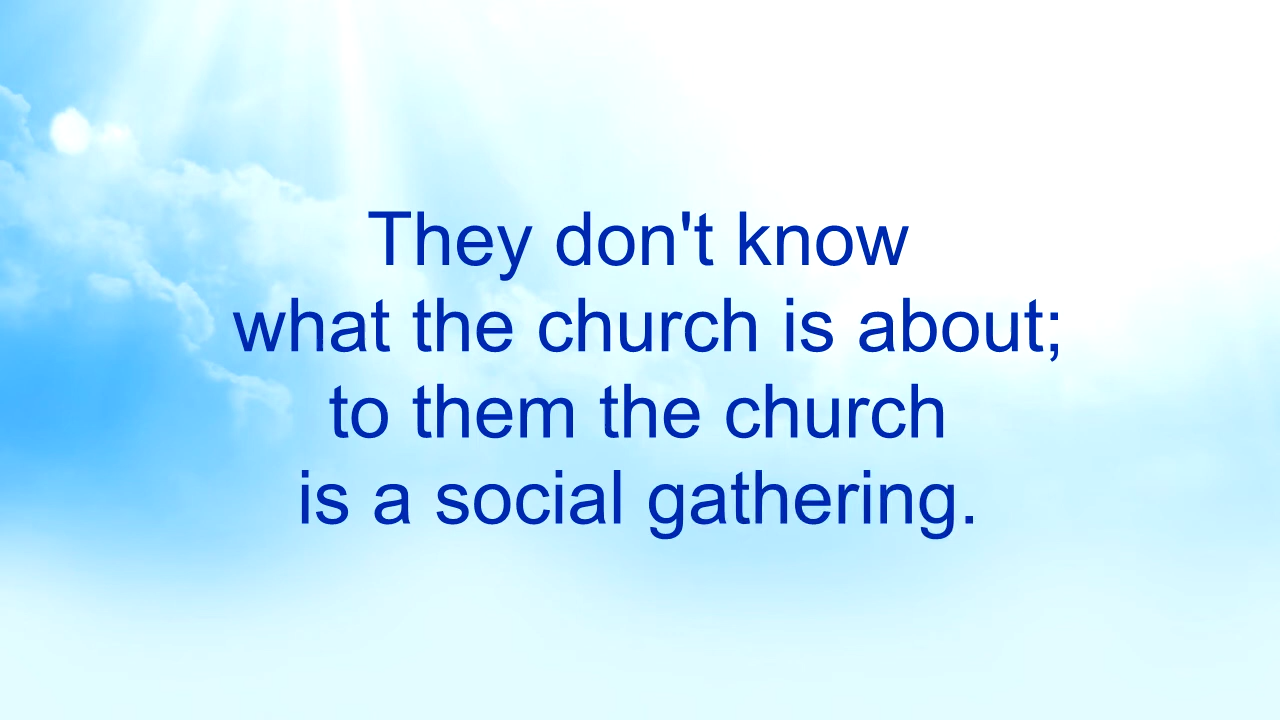 They don't know
what the church is about;
to them the church
is a social gathering.